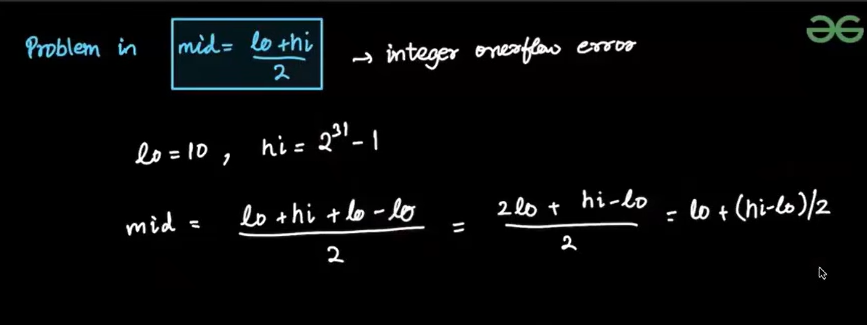 Problem in mid = (lo + hi)/2 → integer overflow error
lo = 10 , hi = 2^31 - 1
mid = (lo + hi + lo - lo)/2 = (2lo + hi - lo)/2 = lo + (hi - lo)/2